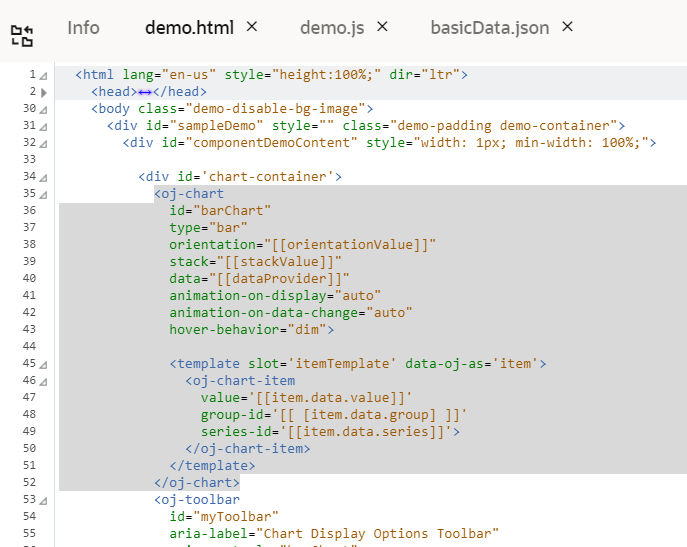 Info demo.html × demo.js × basicData.json ×
1 <html lang="en-us" style="height:100%;" dir="ltr">
2 <head>↔</head>
30 <body class="demo-disable-bg-image">
31 <div id="sampleDemo" style="" class="demo-padding demo-container">
32 <div id="componentDemoContent" style="width: 1px; min-width: 100%;">
33
34 <div id='chart-container'>
35 <oj-chart
36 id="barChart"
37 type="bar"
38 orientation="[[orientationValue]]"
39 stack="[[stackValue]]"
40 data="[[dataProvider]]"
41 animation-on-display="auto"
42 animation-on-data-change="auto"
43 hover-behavior="dim">
44
45 <template slot='itemTemplate' data-oj-as='item'>
46 <oj-chart-item
47 value='[[item.data.value]]'
48 group-id='[[ [item.data.group] ]]'
49 series-id='[[item.data.series]]'>
50 </oj-chart-item>
51 </template>
52 </oj-chart>
53 <oj-toolbar
54 id="myToolbar"
55 aria-label="Chart Display Options Toolbar"